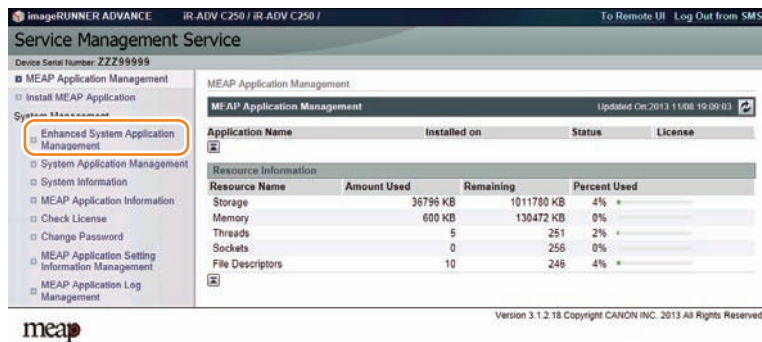 imageRUNNER ADVANCE iR-ADV C250 / iR-ADV C250 / To Remote UI Log Out from SMS
Service Management Service
Device Serial Number: ZZZ99999
MEAP Application Management
Install MEAP Application
System Management
Enhanced System Application
Management
System Application Management
System Information
MEAP Application Information
Check License
Change Password
MEAP Application Setting
Information Management
MEAP Application Log
Management
meap
MEAP Application Management
MEAP Application Management Updated On:2013 11/08 19:09:03
Application Name Installed on Status License
Resource Information
Resource Name Amount Used Remaining Percent Used
Storage 36796 KB 1011780 KB 4%
Memory 600 KB 130472 KB 0%
Threads 5 251 2%
Sockets 0 256 0%
File Descriptors 10 246 4%
Version 3.1.2.18 Copyright CANON INC. 2013 All Rights Reserved